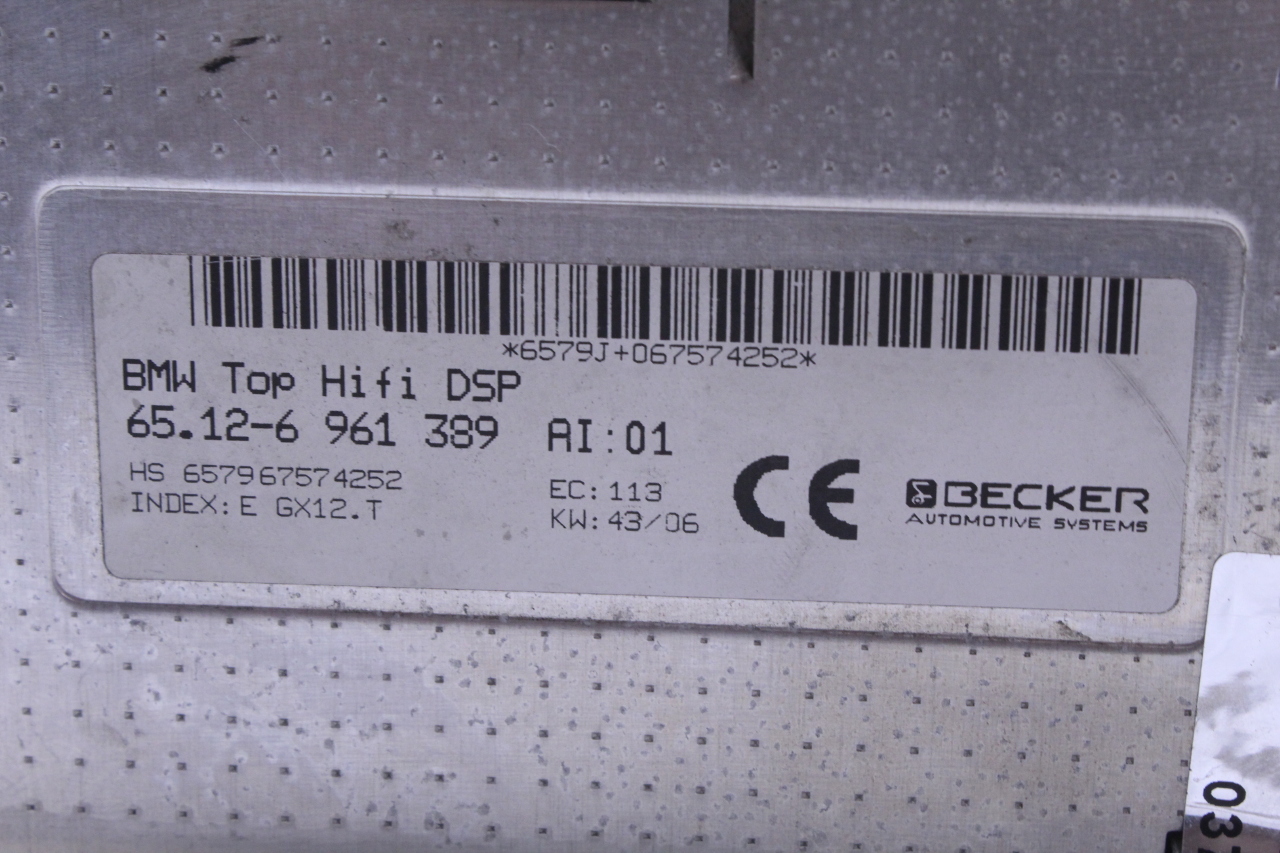 *6579J+067574252*
BMW Top Hifi DSP
65.12-6 961 389 AI:01
HS 657967574252
INDEX: E GX12.T
EC: 113
KW: 43/06
CE
BECKER
AUTOMOTIVE SYSTEMS